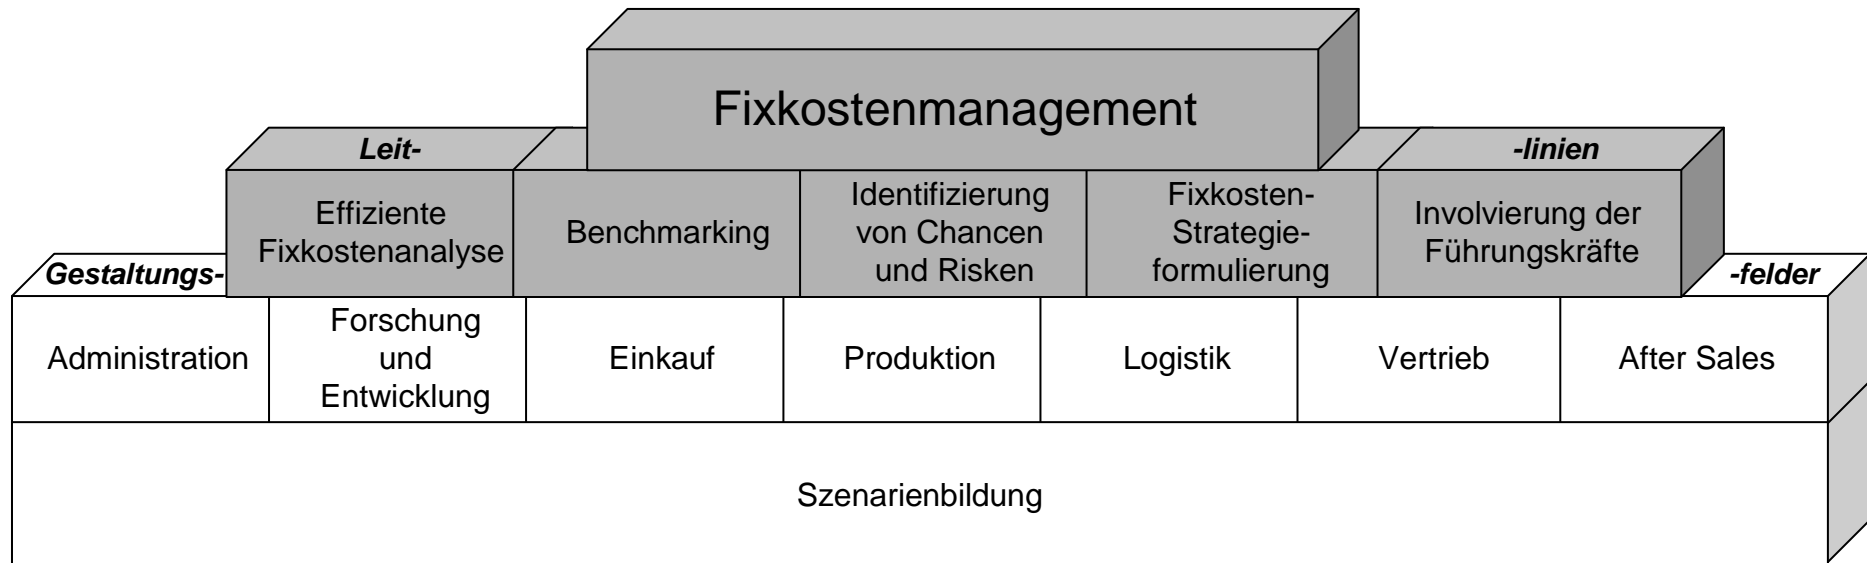 Fixkostenmanagement
Leit-
-linien
Effiziente
Fixkostenanalyse
Benchmarking
Identifizierung
von Chancen
und Risken
Fixkosten-
Strategie-
formulierung
Involvierung der
Führungskräfte
Gestaltungs-
-felder
Administration
Forschung
und
Entwicklung
Einkauf
Produktion
Logistik
Vertrieb
After Sales
Szenarienbildung